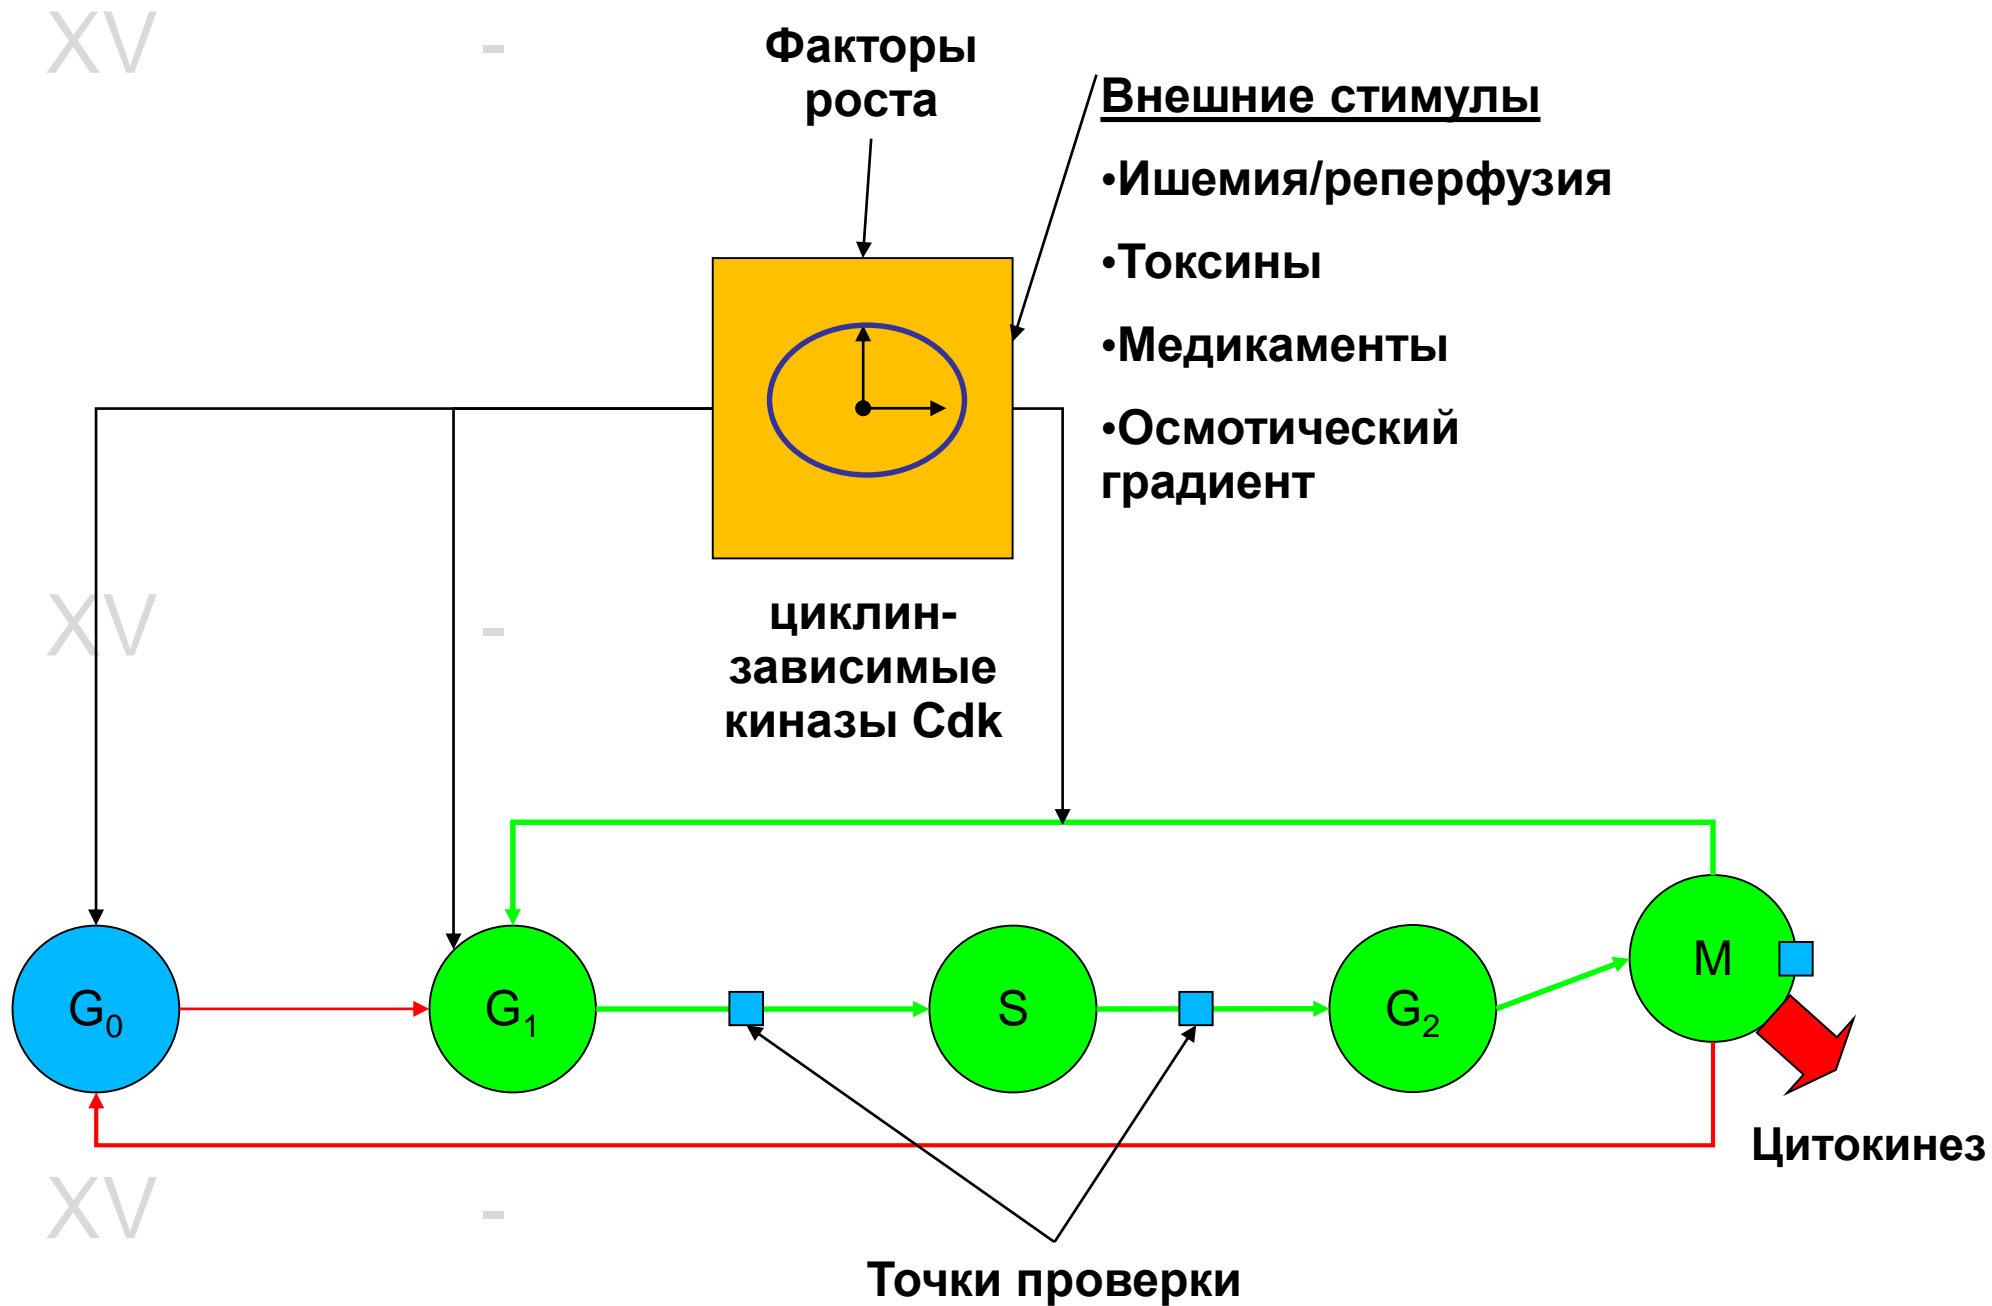 XV -
Факторы
роста
Внешние стимулы
•Ишемия/реперфузия
•Токсины
•Медикаменты
•Осмотический
градиент
XV -
циклин-
зависимые
киназы Cdk
G₀
G₁
S
G₂
M
Цитокинез
XV -
Точки проверки